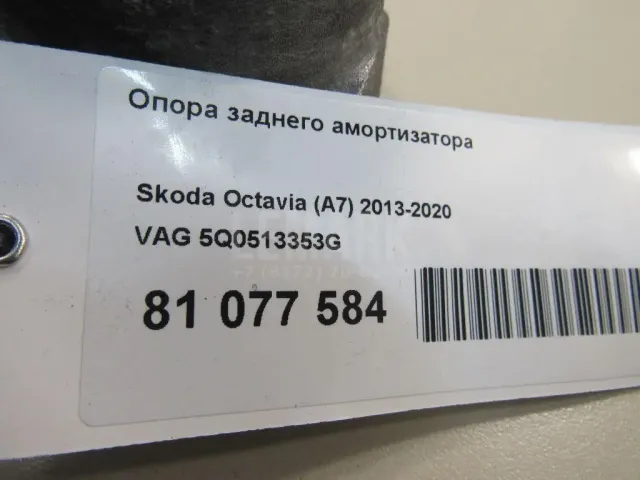 Опора заднего амортизатора
Skoda Octavia (A7) 2013-2020
VAG 5Q0513353G
81 077 584